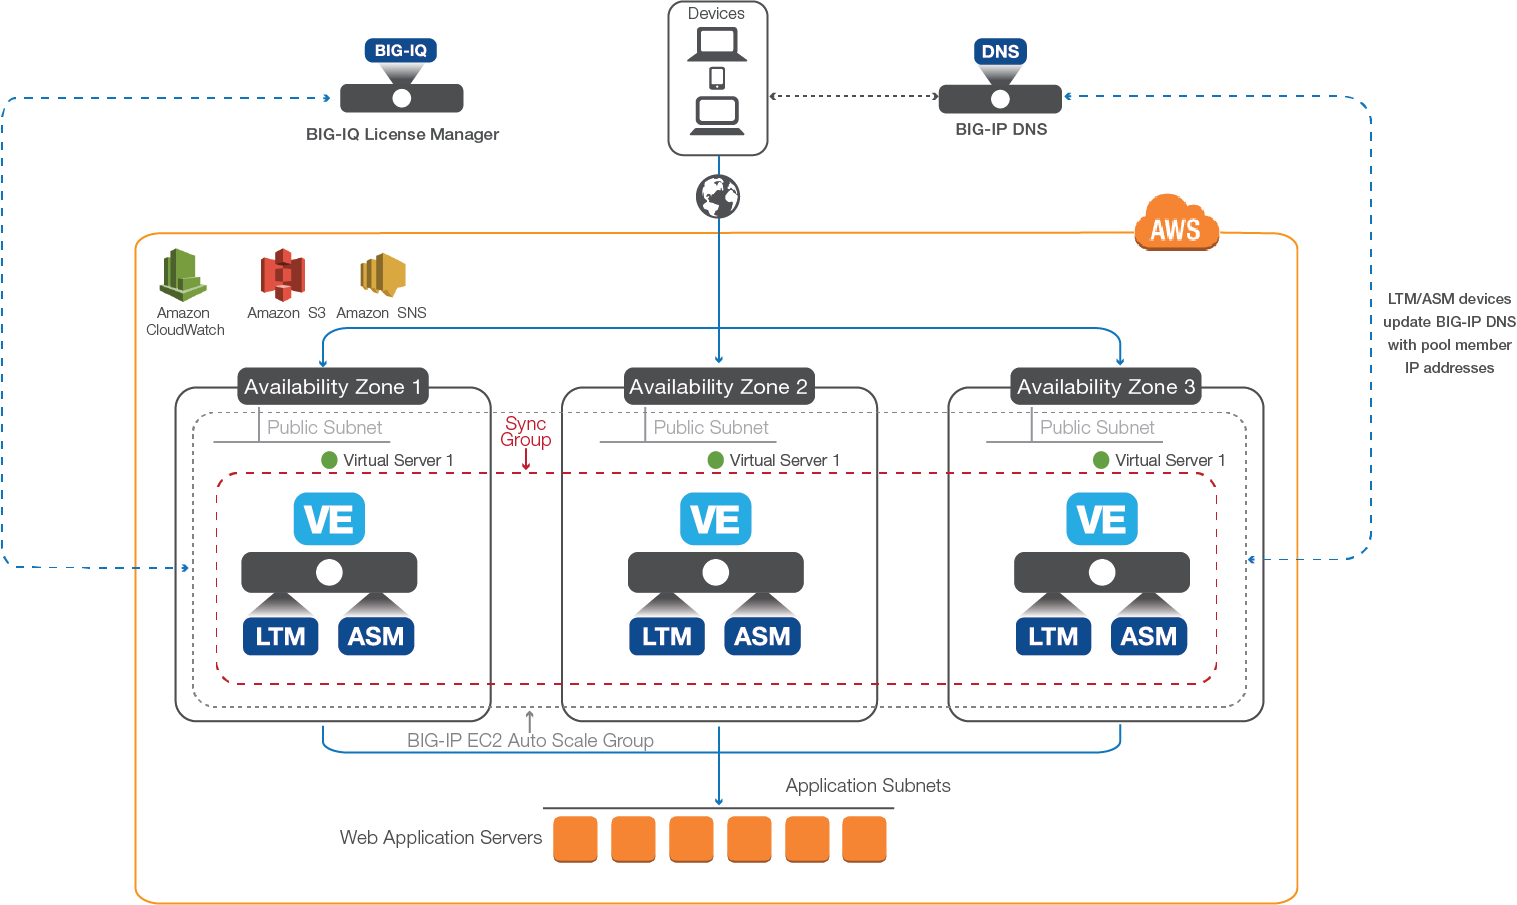 Devices
BIG-IQ
DNS
BIG-IQ License Manager
BIG-IP DNS
AWS
Amazon
CloudWatch
Amazon S3
Amazon SNS
LTM/ASM devices
update BIG-IP DNS
with pool member
IP addresses
Availability Zone 1
Availability Zone 2
Availability Zone 3
Public Subnet
Sync
Group
Public Subnet
Public Subnet
Virtual Server 1
Virtual Server 1
Virtual Server 1
VE
VE
VE
LTM
ASM
LTM
ASM
LTM
ASM
BIG-IP EC2 Auto Scale Group
Application Subnets
Web Application Servers